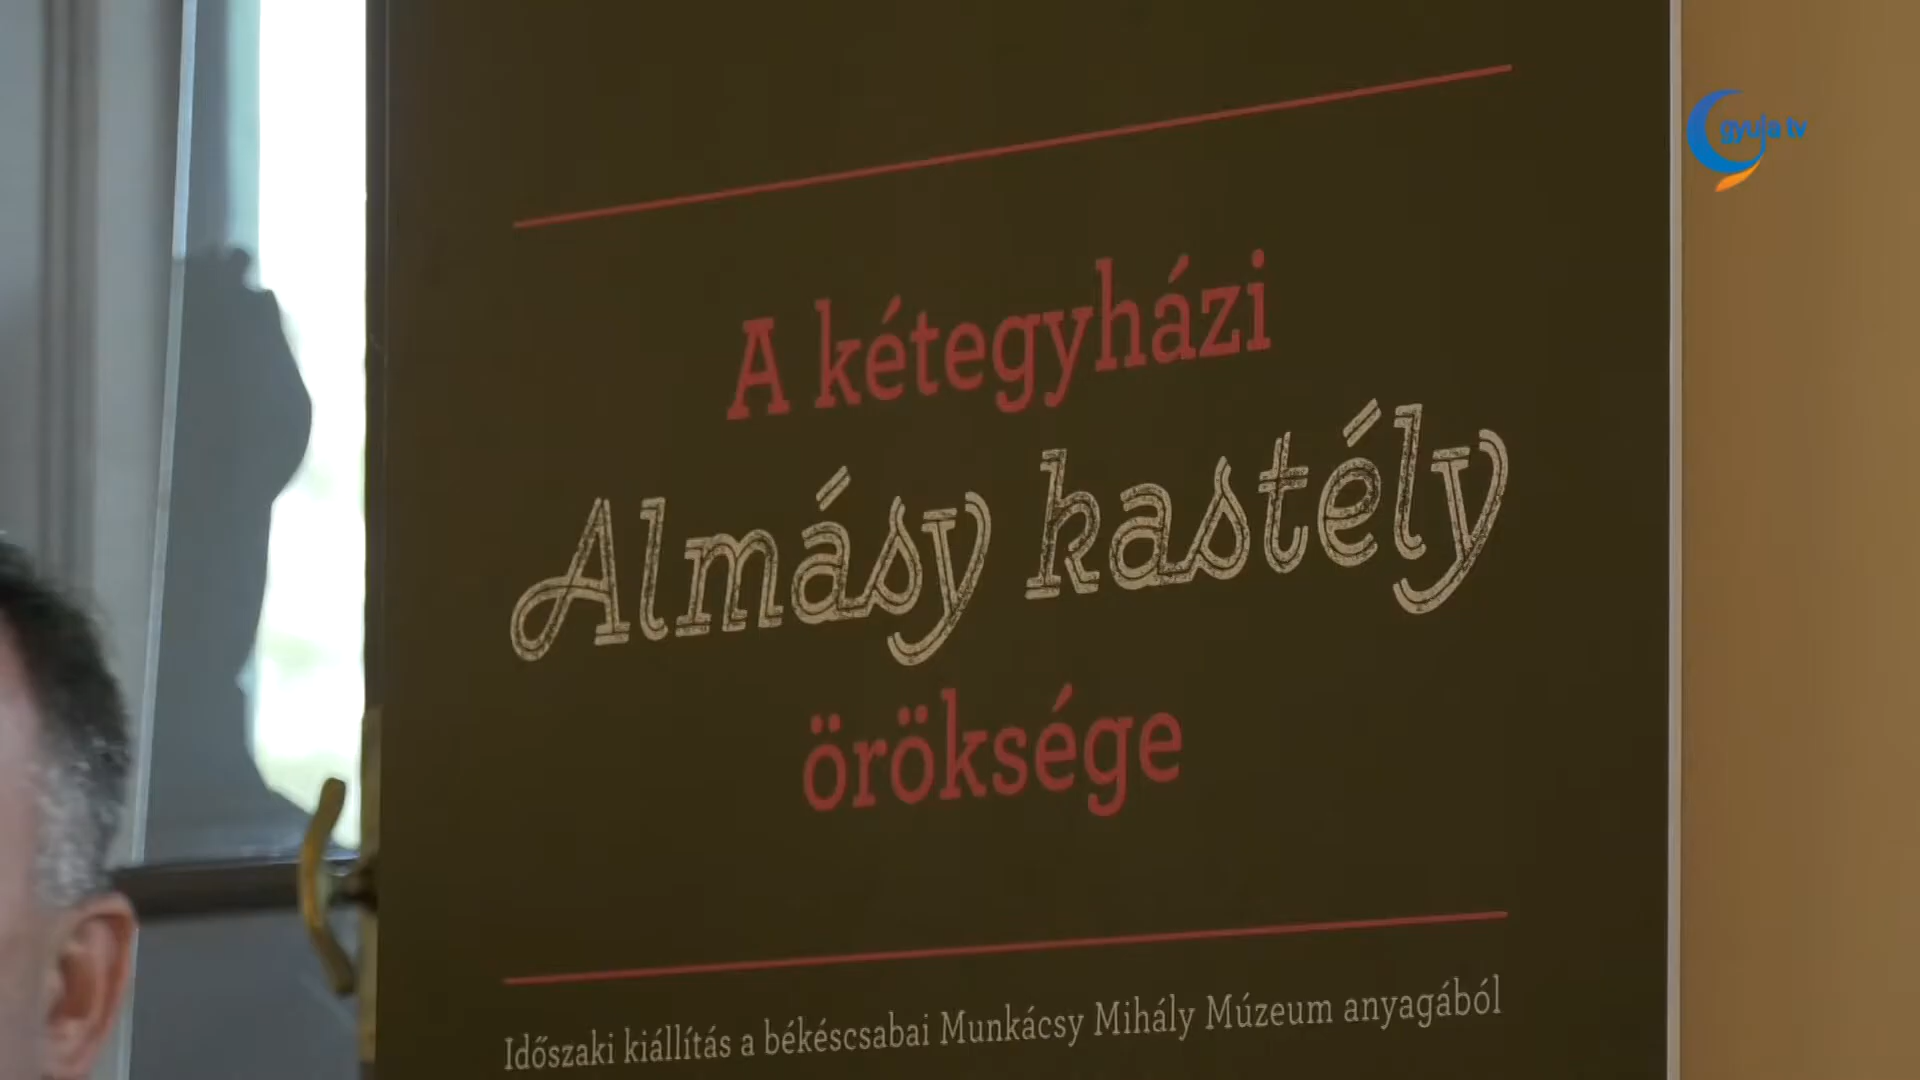 gyula tv
A kétegyházi
Almásy kastély
öröksége
Időszaki kiállítás a békéscsabai Munkácsy Mihály Múzeum anyagából